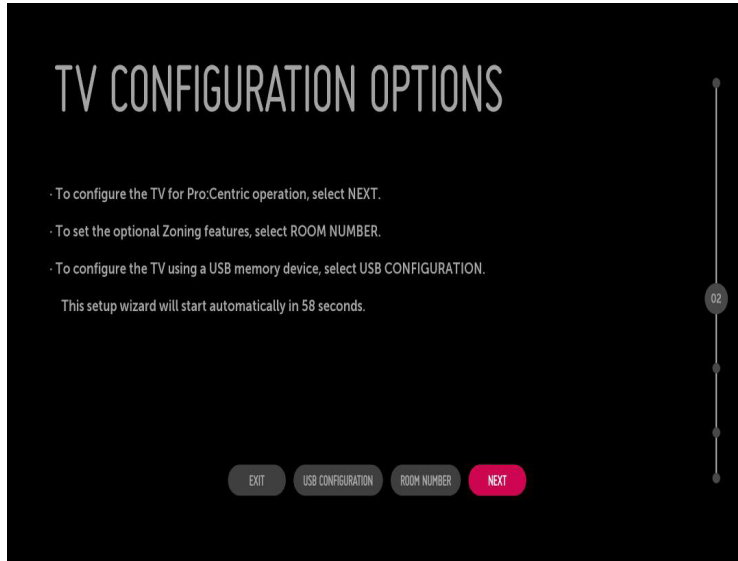 TV CONFIGURATION OPTIONS
· To configure the TV for Pro:Centric operation, select NEXT.
· To set the optional Zoning features, select ROOM NUMBER.
· To configure the TV using a USB memory device, select USB CONFIGURATION.
This setup wizard will start automatically in 58 seconds.
02
EXIT USB CONFIGURATION ROOM NUMBER NEXT